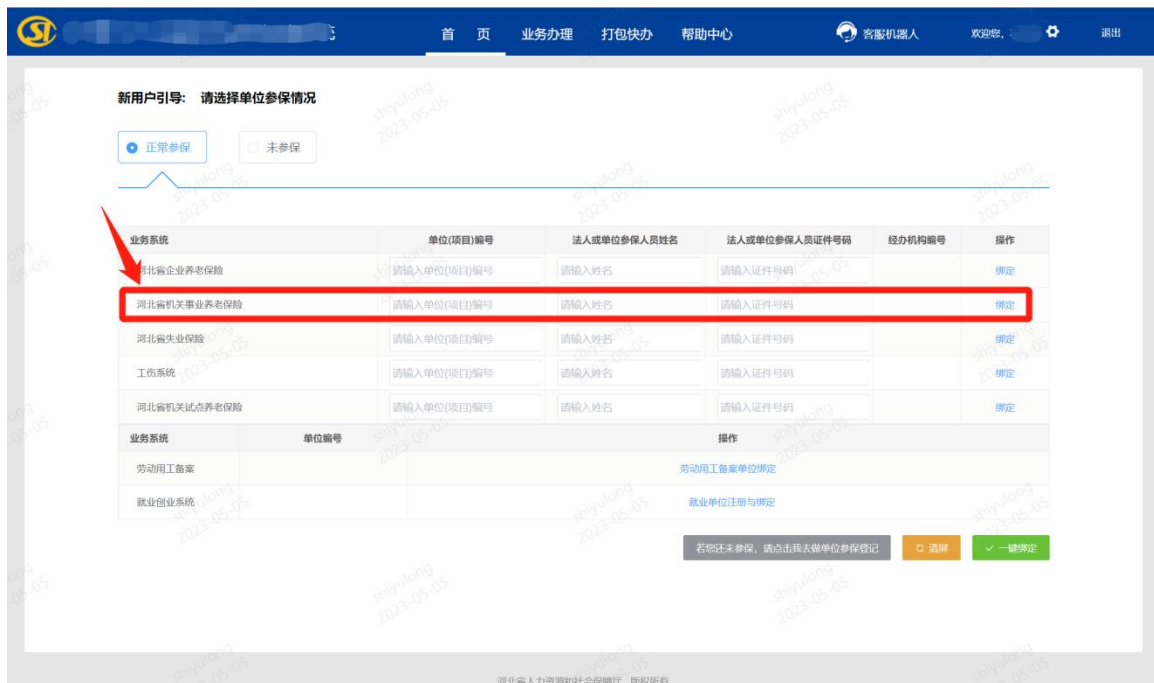 首 页 业务办理 打包快办 帮助中心 客服机器人 欢迎您, 退出
新用户引导: 请选择单位参保情况
正常参保 未参保
业务系统 单位(项目)编号 法人或单位参保人员姓名 法人或单位参保人员证件号码 经办机构编号 操作
河北省企业养老保险 请输入单位(项目)编号 请输入姓名 请输入证件号码 绑定
河北省机关事业养老保险 请输入单位(项目)编号 请输入姓名 请输入证件号码 绑定
河北省失业保险 请输入单位(项目)编号 请输入姓名 请输入证件号码 绑定
工伤系统 请输入单位(项目)编号 请输入姓名 请输入证件号码 绑定
河北省机关试点养老保险 请输入单位(项目)编号 请输入姓名 请输入证件号码 绑定
业务系统 单位编号 操作
劳动用工备案 劳动用工备案单位绑定
就业创业系统 就业单位注册与绑定
若您还未参保, 请点击我去做单位参保登记 清屏 一键绑定
河北省人力资源和社会保障厅 版权所有
shiyulong
2023-05-05